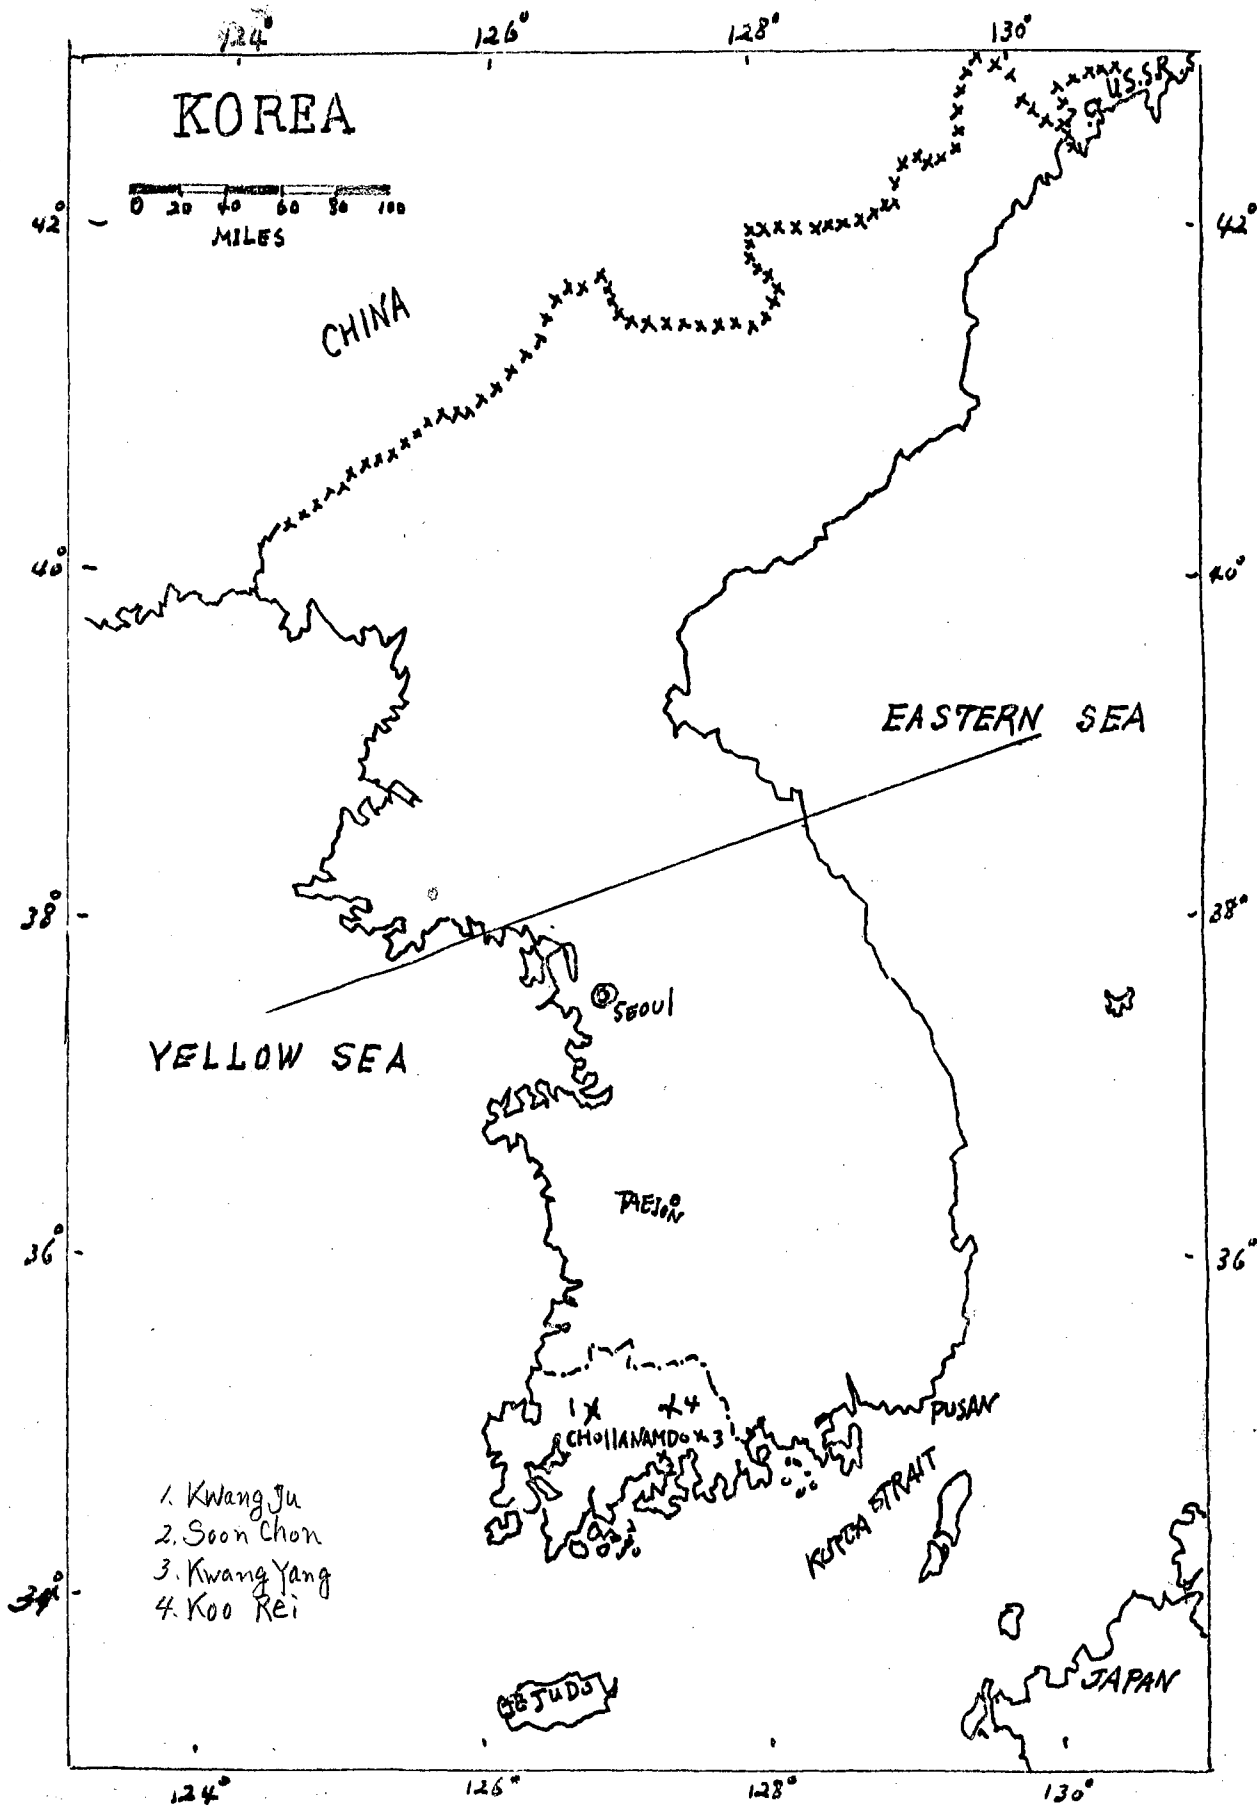 124° 126° 128° 130°
KOREA
U.S.S.R.
0 20 40 60 80 100
MILES
42° 42°
CHINA
40° 40°
EASTERN SEA
38° 38°
SEOUl
YELLOW SEA
TAEJON
36° 36°
1 4
CHOllANAMDO 3
2
PUSAN
STRAIT
1. Kwang Ju
2. Soon Chon
3. Kwang Yang
4. Koo Rei
34°
JEJUDO
JAPAN
124° 126° 128° 130°